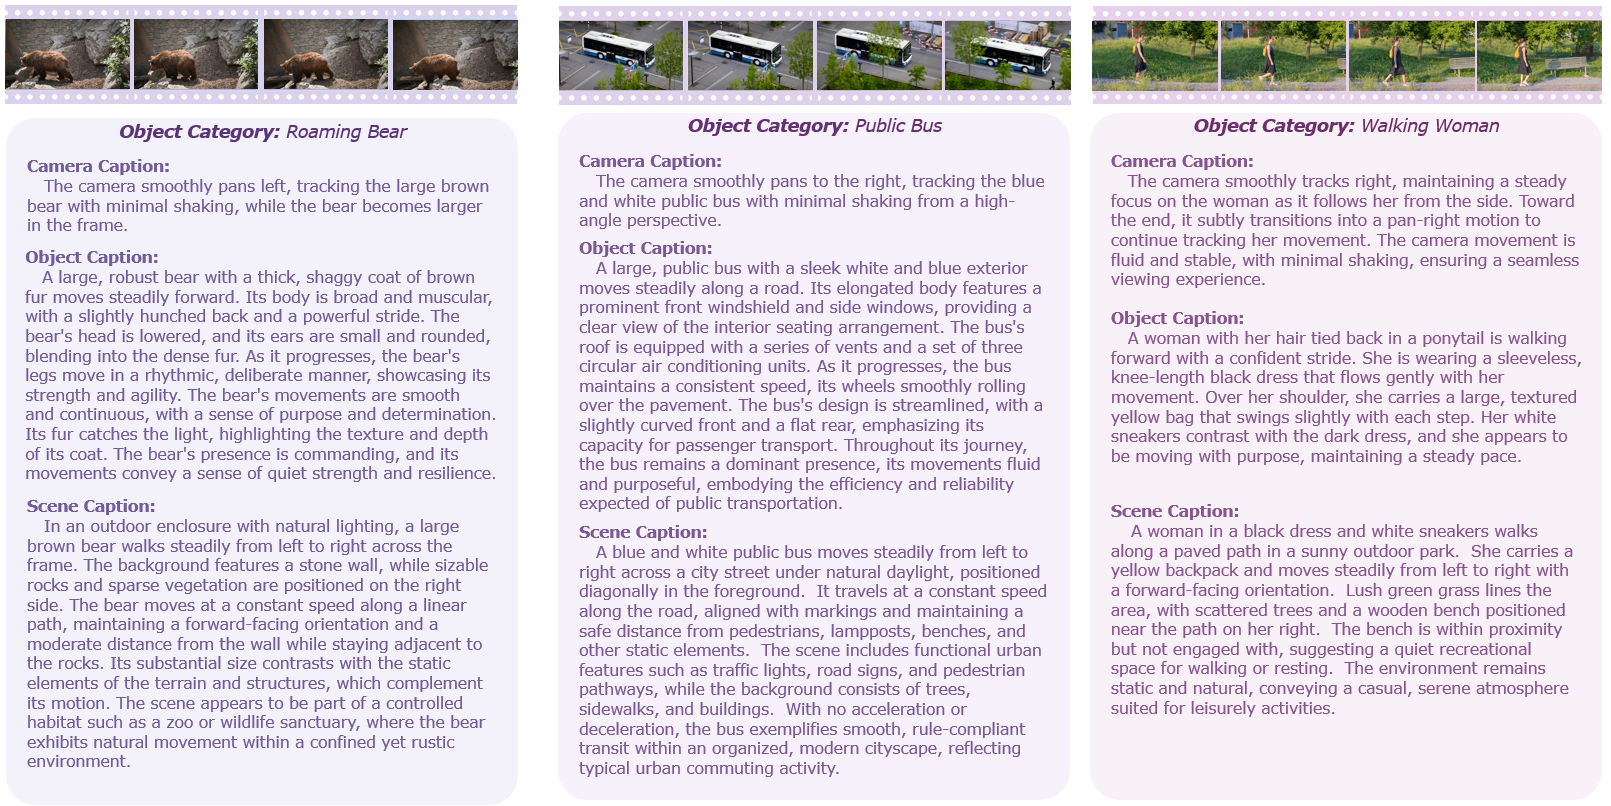 Object Category: Roaming Bear
Camera Caption:
The camera smoothly pans left, tracking the large brown
bear with minimal shaking, while the bear becomes larger
in the frame.
Object Caption:
A large, robust bear with a thick, shaggy coat of brown
fur moves steadily forward. Its body is broad and muscular,
with a slightly hunched back and a powerful stride. The
bear's head is lowered, and its ears are small and rounded,
blending into the dense fur. As it progresses, the bear's
legs move in a rhythmic, deliberate manner, showcasing its
strength and agility. The bear's movements are smooth
and continuous, with a sense of purpose and determination.
Its fur catches the light, highlighting the texture and depth
of its coat. The bear's presence is commanding, and its
movements convey a sense of quiet strength and resilience.
Scene Caption:
In an outdoor enclosure with natural lighting, a large
brown bear walks steadily from left to right across the
frame. The background features a stone wall, while sizable
rocks and sparse vegetation are positioned on the right
side. The bear moves at a constant speed along a linear
path, maintaining a forward-facing orientation and a
moderate distance from the wall while staying adjacent to
the rocks. Its substantial size contrasts with the static
elements of the terrain and structures, which complement
its motion. The scene appears to be part of a controlled
habitat such as a zoo or wildlife sanctuary, where the bear
exhibits natural movement within a confined yet rustic
environment.
Object Category: Public Bus
Camera Caption:
The camera smoothly pans to the right, tracking the blue
and white public bus with minimal shaking from a high-
angle perspective.
Object Caption:
A large, public bus with a sleek white and blue exterior
moves steadily along a road. Its elongated body features a
prominent front windshield and side windows, providing a
clear view of the interior seating arrangement. The bus's
roof is equipped with a series of vents and a set of three
circular air conditioning units. As it progresses, the bus
maintains a consistent speed, its wheels smoothly rolling
over the pavement. The bus's design is streamlined, with a
slightly curved front and a flat rear, emphasizing its
capacity for passenger transport. Throughout its journey,
the bus remains a dominant presence, its movements fluid
and purposeful, embodying the efficiency and reliability
expected of public transportation.
Scene Caption:
A blue and white public bus moves steadily from left to
right across a city street under natural daylight, positioned
diagonally in the foreground. It travels at a constant speed
along the road, aligned with markings and maintaining a
safe distance from pedestrians, lampposts, benches, and
other static elements. The scene includes functional urban
features such as traffic lights, road signs, and pedestrian
pathways, while the background consists of trees,
sidewalks, and buildings. With no acceleration or
deceleration, the bus exemplifies smooth, rule-compliant
transit within an organized, modern cityscape, reflecting
typical urban commuting activity.
Object Category: Walking Woman
Camera Caption:
The camera smoothly tracks right, maintaining a steady
focus on the woman as it follows her from the side. Toward
the end, it subtly transitions into a pan-right motion to
continue tracking her movement. The camera movement is
fluid and stable, with minimal shaking, ensuring a seamless
viewing experience.
Object Caption:
A woman with her hair tied back in a ponytail is walking
forward with a confident stride. She is wearing a sleeveless,
knee-length black dress that flows gently with her
movement. Over her shoulder, she carries a large, textured
yellow bag that swings slightly with each step. Her white
sneakers contrast with the dark dress, and she appears to
be moving with purpose, maintaining a steady pace.
Scene Caption:
A woman in a black dress and white sneakers walks
along a paved path in a sunny outdoor park. She carries a
yellow backpack and moves steadily from left to right with
a forward-facing orientation. Lush green grass lines the
area, with scattered trees and a wooden bench positioned
near the path on her right. The bench is within proximity
but not engaged with, suggesting a quiet recreational
space for walking or resting. The environment remains
static and natural, conveying a casual, serene atmosphere
suited for leisurely activities.